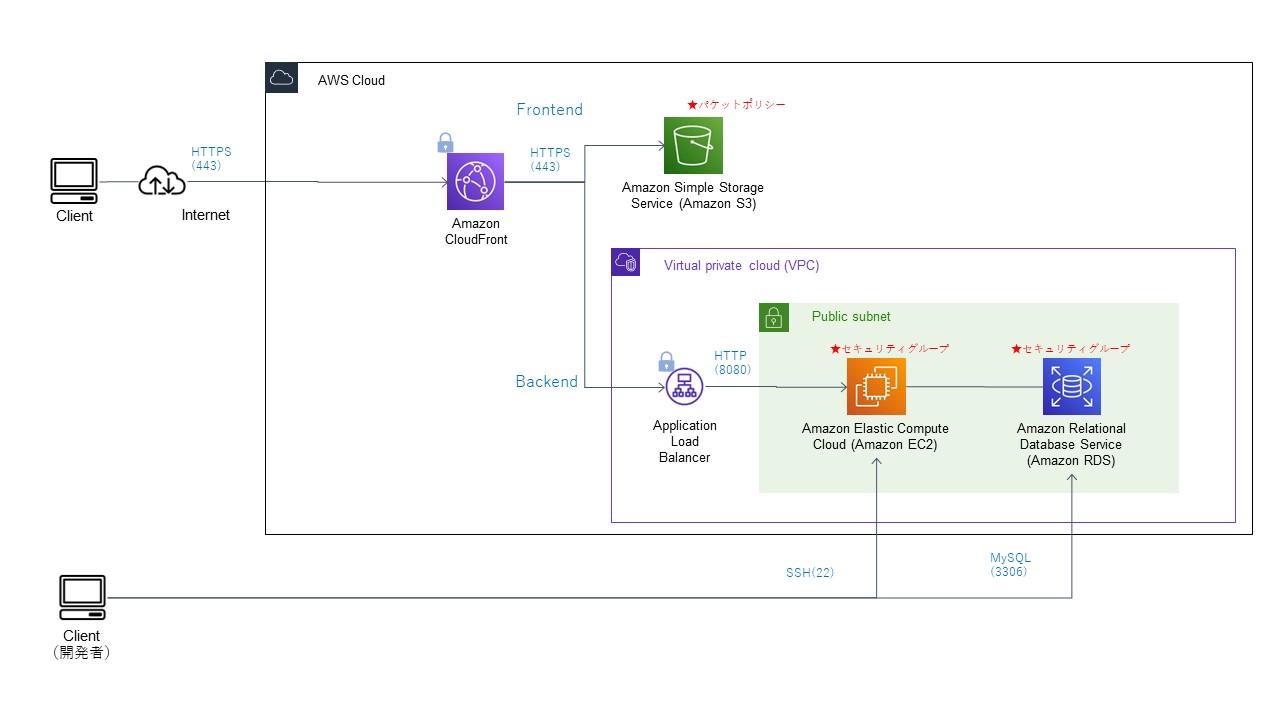 AWS Cloud
Frontend
★パケットポリシー
HTTPS
(443)
HTTPS
(443)
Client
Internet
Amazon
CloudFront
Amazon Simple Storage
Service (Amazon S3)
Virtual private cloud (VPC)
Public subnet
★セキュリティグループ
★セキュリティグループ
HTTP
(8080)
Backend
Application
Load
Balancer
Amazon Elastic Compute
Cloud (Amazon EC2)
Amazon Relational
Database Service
(Amazon RDS)
SSH(22)
MySQL
(3306)
Client
（開発者）